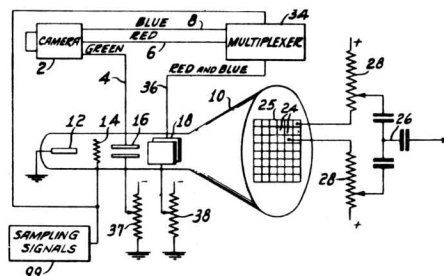 BLUE 8 34
CAMERA RED 6 MULTIPLEXER
2 GREEN
4 36 RED AND BLUE
+
28
10 25 24
12 14 16 18
26
28
+
37 38
SAMPLING
SIGNALS
99